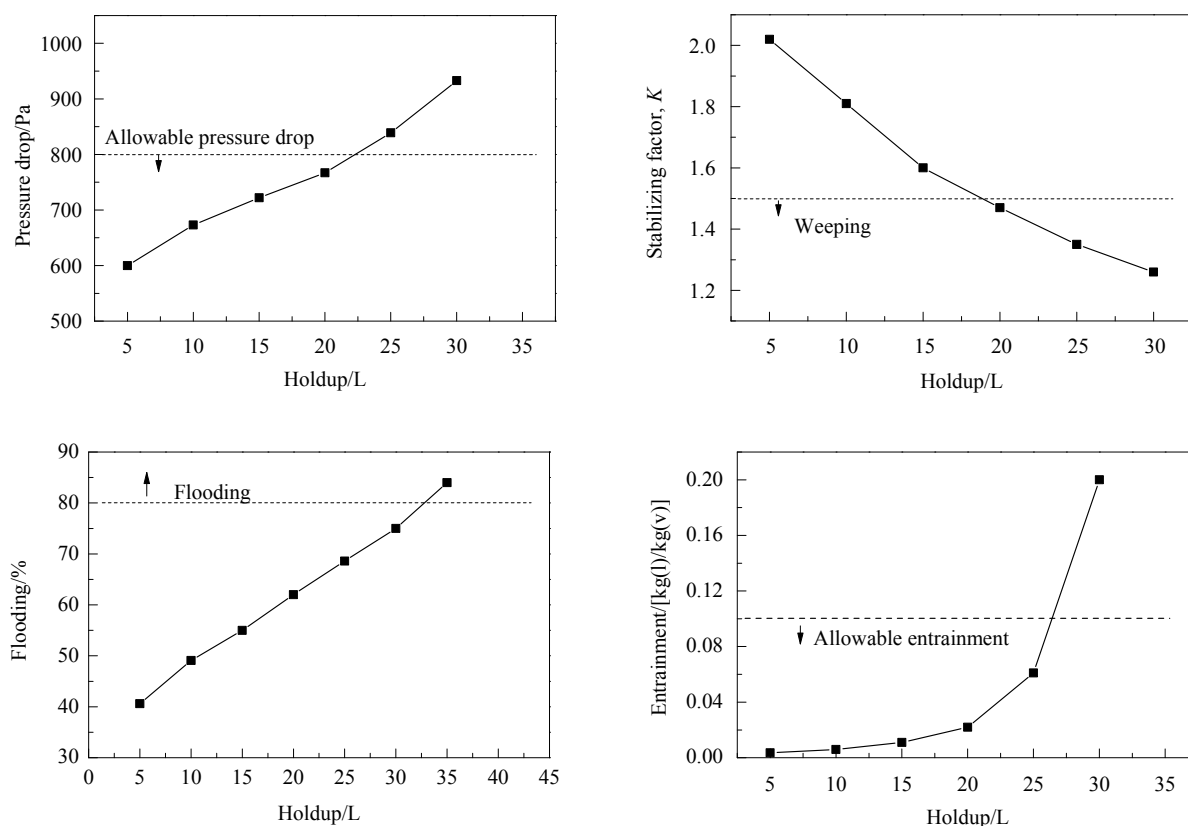 1000
900
800
700
600
500
Pressure drop/Pa
Allowable pressure drop
5 10 15 20 25 30 35
Holdup/L
2.0
1.8
1.6
1.4
1.2
Stabilizing factor, K
Weeping
5 10 15 20 25 30
Holdup/L
90
80
70
60
50
40
30
Flooding/%
Flooding
0 5 10 15 20 25 30 35 40 45
Holdup/L
0.20
0.16
0.12
0.08
0.04
0.00
Entrainment/[kg(l)/kg(v)]
Allowable entrainment
5 10 15 20 25 30 35
Holdup/L